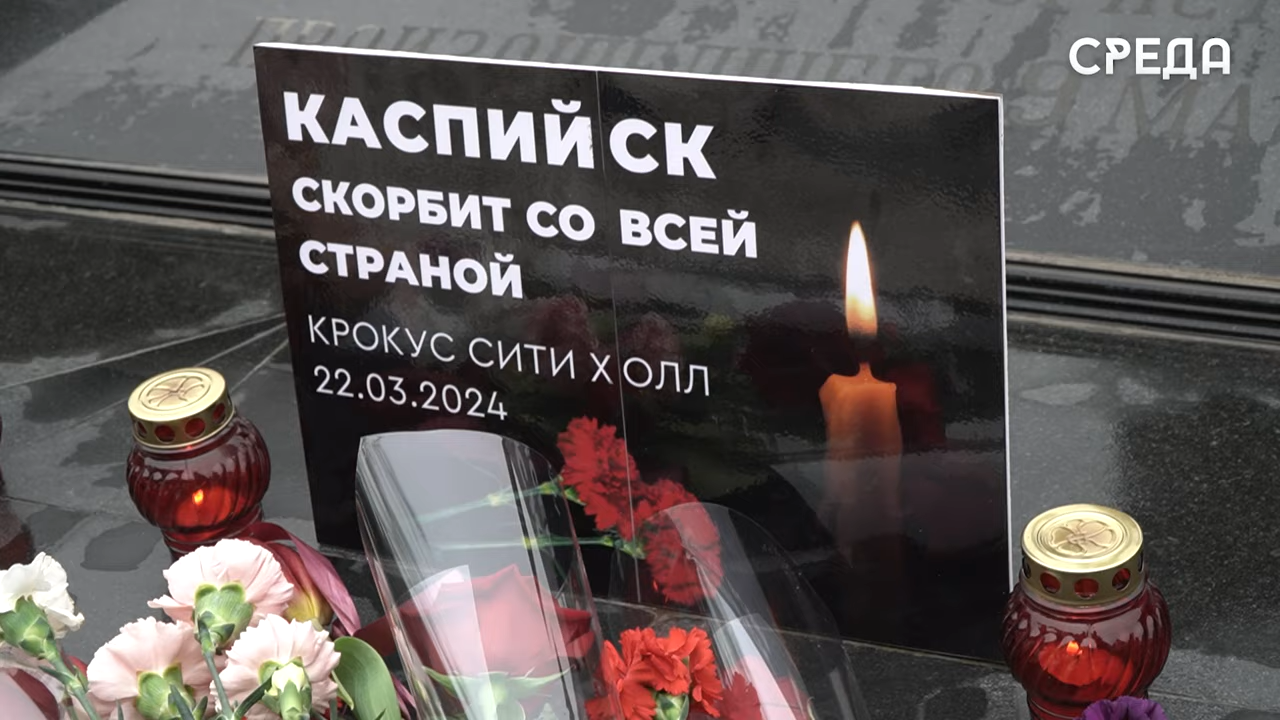 СРЕДА
КАСПИЙСК
СКОРБИТ СО ВСЕЙ
СТРАНОЙ
КРОКУС СИТИ ХОЛЛ
22.03.2024